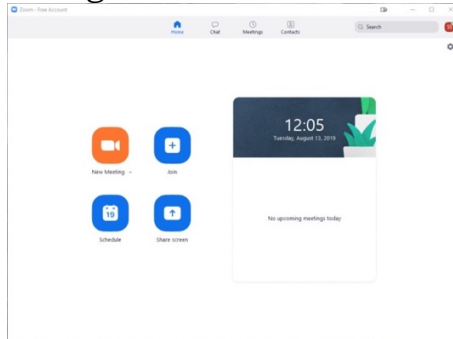 Zoom - Free Account
Home
Chat
Meetings
Contacts
Search
12:05
Tuesday, August 13, 2019
New Meeting
Join
19
Schedule
Share screen
No upcoming meetings today